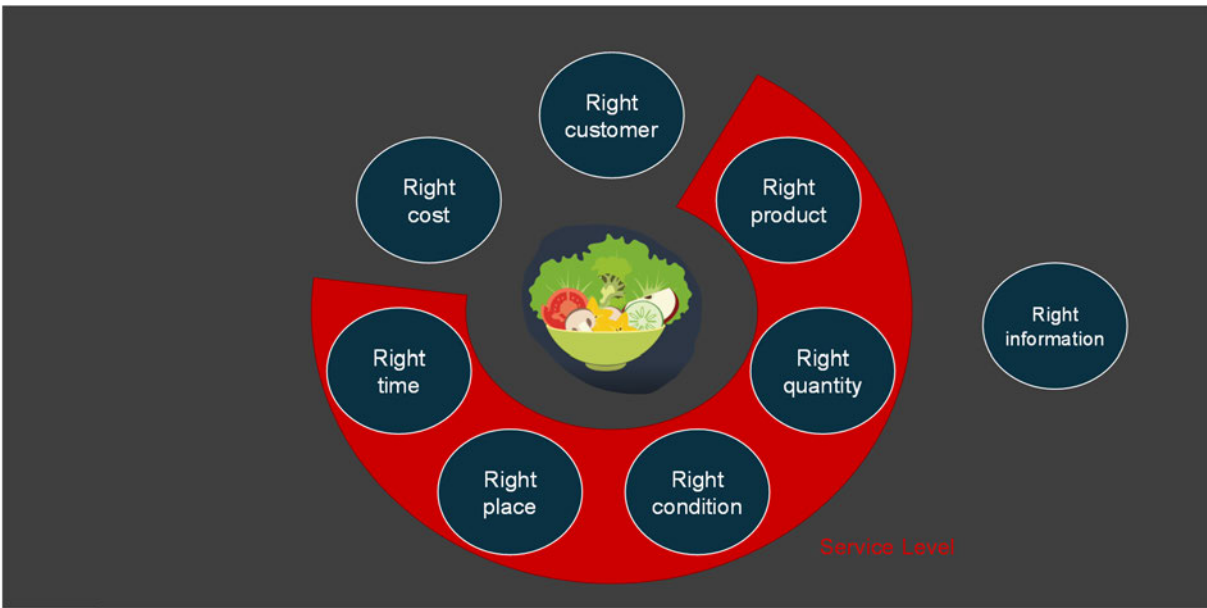 Right
customer
Right
cost
Right
product
Right
information
Right
time
Right
quantity
Right
place
Right
condition
Service Level